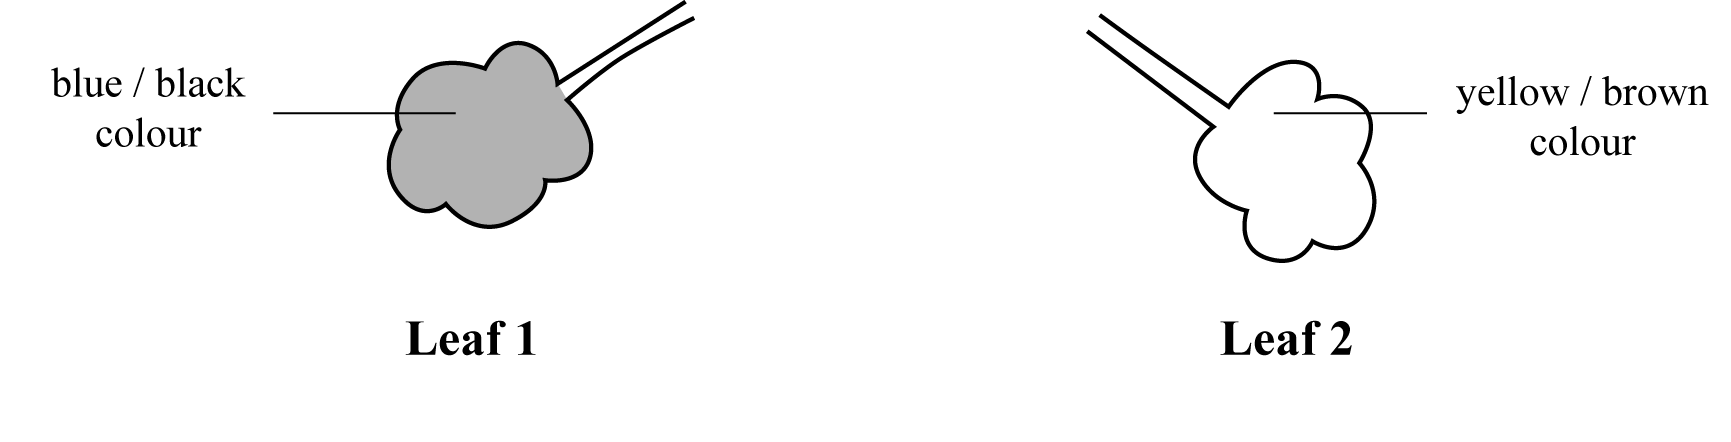 blue / black
colour
yellow / brown
colour
Leaf 1
Leaf 2